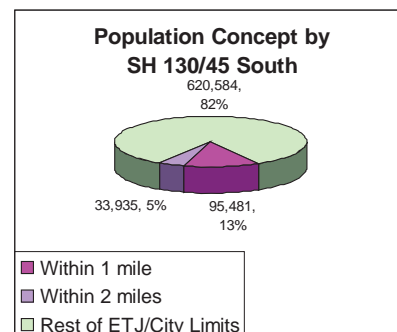 Population Concept by
SH 130/45 South
620,584,
82%
33,935, 5%
95,481,
13%
Within 1 mile
Within 2 miles
Rest of ETJ/City Limits